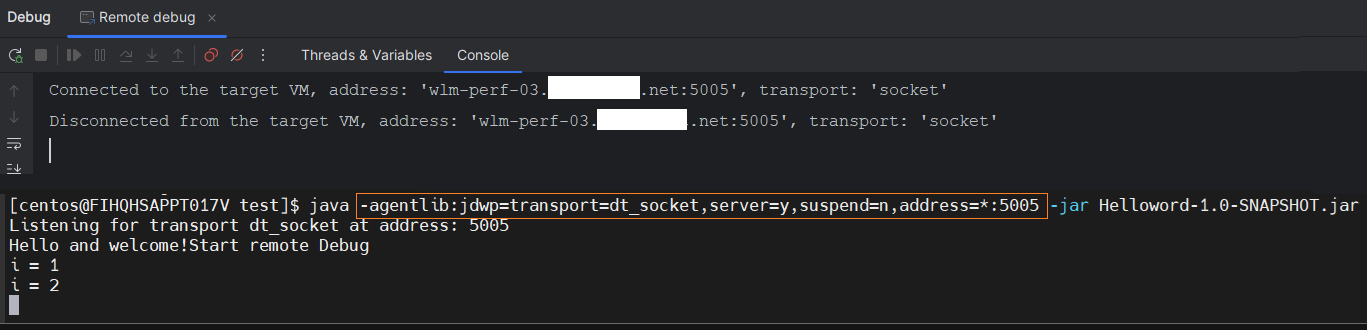 Debug Remote debug ×
Threads & Variables Console
Connected to the target VM, address: 'wlm-perf-03. .net:5005', transport: 'socket'
Disconnected from the target VM, address: 'wlm-perf-03. .net:5005', transport: 'socket'
[centos@FIHQHSAPPT017V test]$ java -agentlib:jdwp=transport=dt_socket,server=y,suspend=n,address=*:5005 -jar Helloword-1.0-SNAPSHOT.jar
Listening for transport dt_socket at address: 5005
Hello and welcome!Start remote Debug
i = 1
i = 2